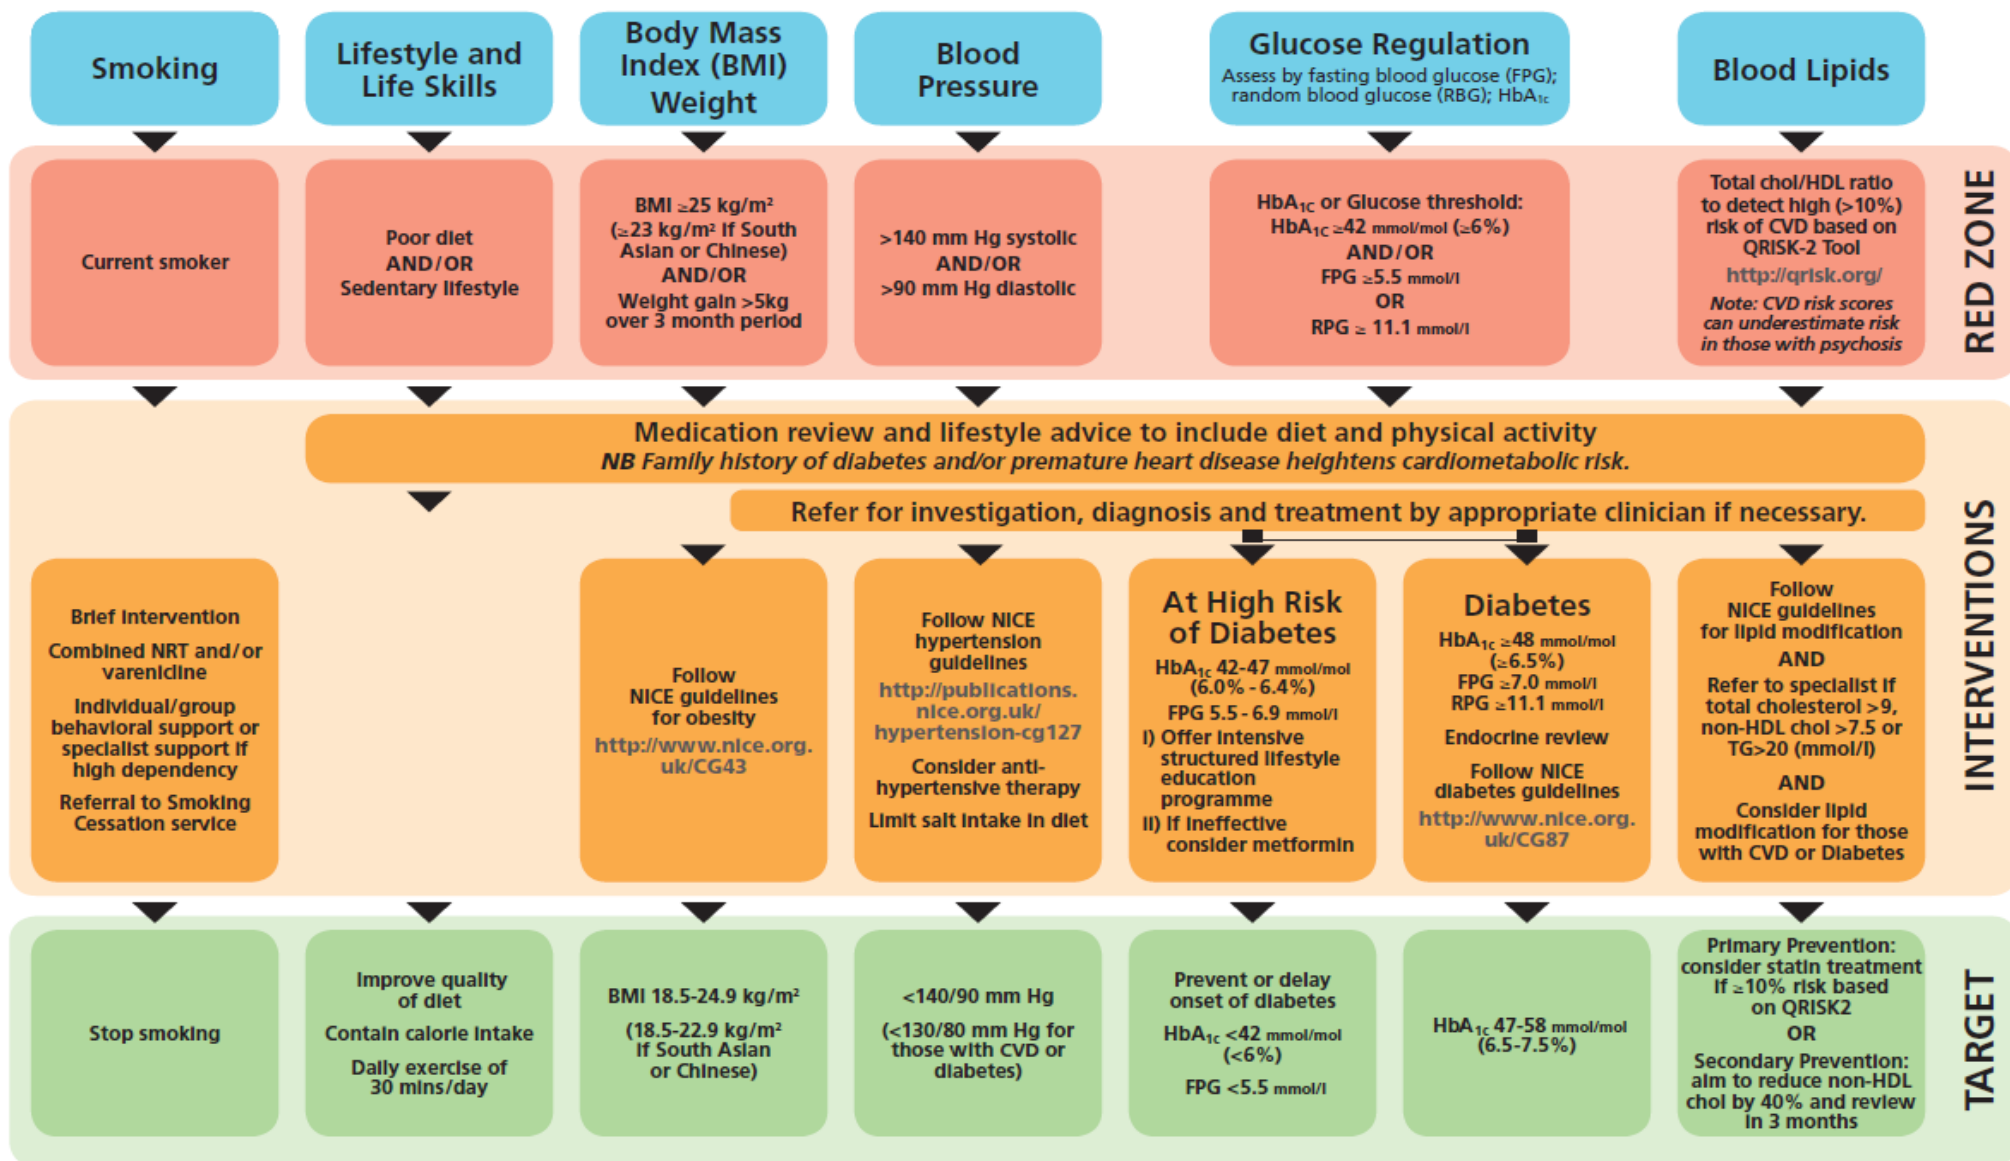 Smoking
Lifestyle and
Life Skills
Body Mass
Index (BMI)
Weight
Blood
Pressure
Glucose Regulation
Assess by fasting blood glucose (FPG);
random blood glucose (RBG); HbA1c
Blood Lipids
Current smoker
Poor diet
AND/OR
Sedentary lifestyle
BMI ≥25 kg/m²
(≥23 kg/m² if South
Asian or Chinese)
AND/OR
Weight gain >5kg
over 3 month period
>140 mm Hg systolic
AND/OR
>90 mm Hg diastolic
HbA1C or Glucose threshold:
HbA1C ≥42 mmol/mol (≥6%)
AND/OR
FPG ≥5.5 mmol/l
OR
RPG ≥ 11.1 mmol/l
Total chol/HDL ratio
to detect high (>10%)
risk of CVD based on
QRISK-2 Tool
http://qrisk.org/
Note: CVD risk scores
can underestimate risk
in those with psychosis
RED ZONE
Medication review and lifestyle advice to include diet and physical activity
NB Family history of diabetes and/or premature heart disease heightens cardiometabolic risk.
Refer for investigation, diagnosis and treatment by appropriate clinician if necessary.
Brief intervention
Combined NRT and/or
varenicline
Individual/group
behavioral support or
specialist support if
high dependency
Referral to Smoking
Cessation service
Follow
NICE guidelines
for obesity
http://www.nice.org.
uk/CG43
Follow NICE
hypertension
guidelines
http://publications.
nice.org.uk/
hypertension-cg127
Consider anti-
hypertensive therapy
Limit salt intake in diet
At High Risk
of Diabetes
HbA1c 42-47 mmol/mol
(6.0% - 6.4%)
FPG 5.5 - 6.9 mmol/l
i) Offer intensive
structured lifestyle
education
programme
ii) If ineffective
consider metformin
Diabetes
HbA1c ≥48 mmol/mol
(≥6.5%)
FPG ≥7.0 mmol/l
RPG ≥11.1 mmol/l
Endocrine review
Follow NICE
diabetes guidelines
http://www.nice.org.
uk/CG87
Follow
NICE guidelines
for lipid modification
AND
Refer to specialist if
total cholesterol >9,
non-HDL chol >7.5 or
TG>20 (mmol/l)
AND
Consider lipid
modification for those
with CVD or Diabetes
INTERVENTIONS
Stop smoking
Improve quality
of diet
Contain calorie intake
Daily exercise of
30 mins/day
BMI 18.5-24.9 kg/m²
(18.5-22.9 kg/m²
if South Asian
or Chinese)
<140/90 mm Hg
(<130/80 mm Hg for
those with CVD or
diabetes)
Prevent or delay
onset of diabetes
HbA1c <42 mmol/mol
(<6%)
FPG <5.5 mmol/l
HbA1c 47-58 mmol/mol
(6.5-7.5%)
Primary Prevention:
consider statin treatment
if ≥10% risk based
on QRISK2
OR
Secondary Prevention:
aim to reduce non-HDL
chol by 40% and review
in 3 months
TARGET